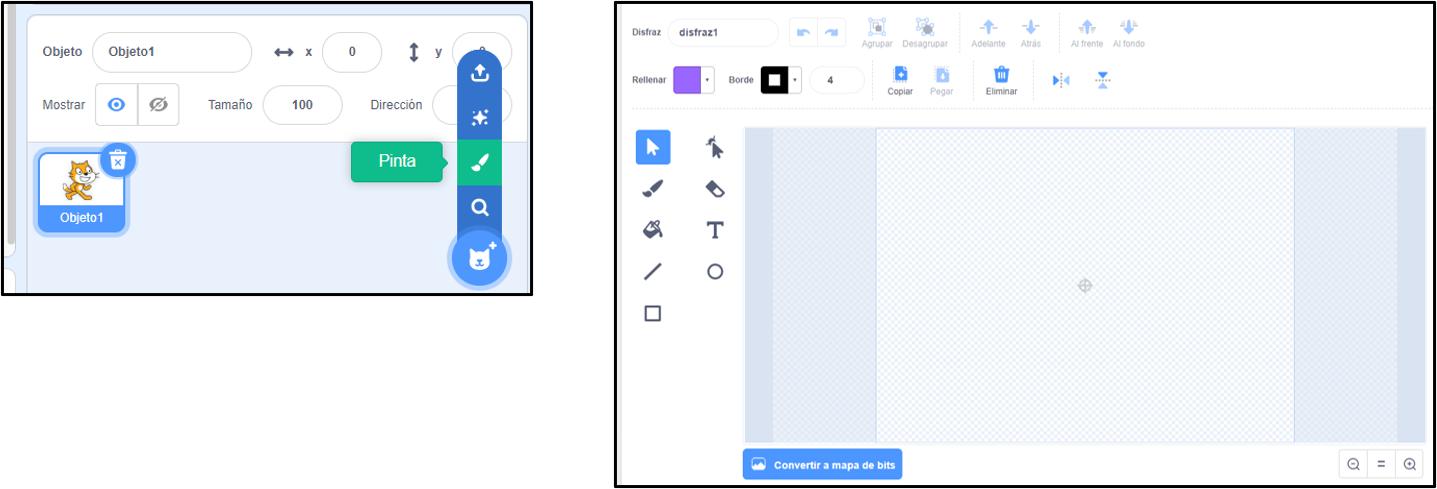 Objeto Objeto1 x 0 y
Mostrar Tamaño 100 Dirección
Pinta
Objeto1
Disfraz disfraz1 Agrupar Desagrupar Adelante Atrás Al frente Al fondo
Rellenar Borde 4 Copiar Pegar Eliminar
T
Convertir a mapa de bits